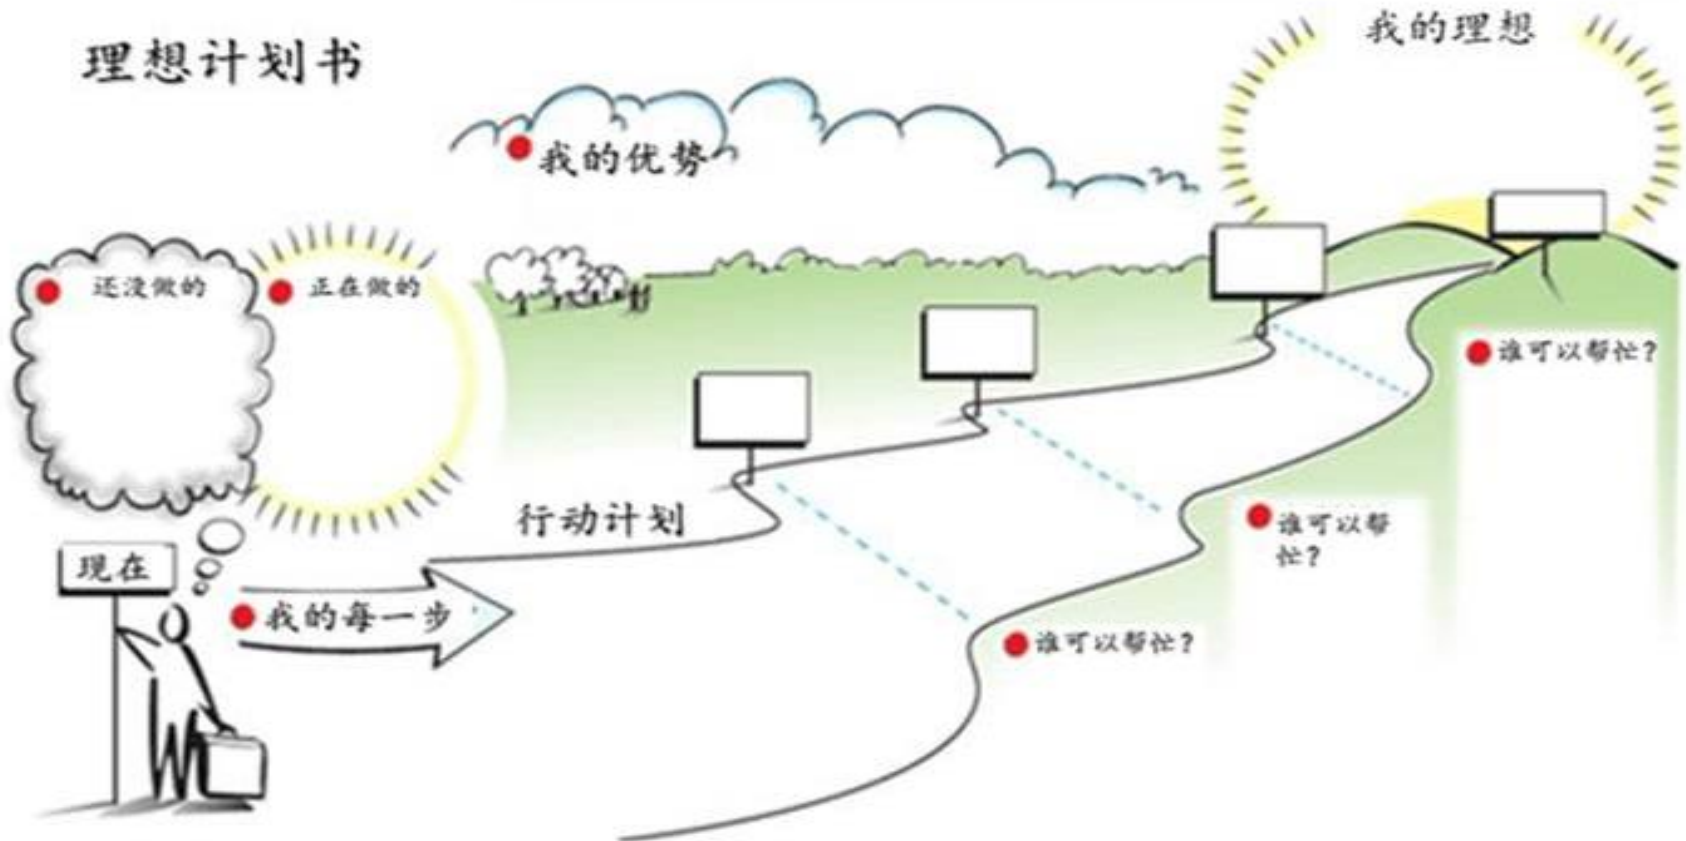 理想计划书
我的理想
我的优势
还没做的
正在做的
谁可以帮忙?
行动计划
谁可以帮
忙?
现在
我的每一步
谁可以帮忙?